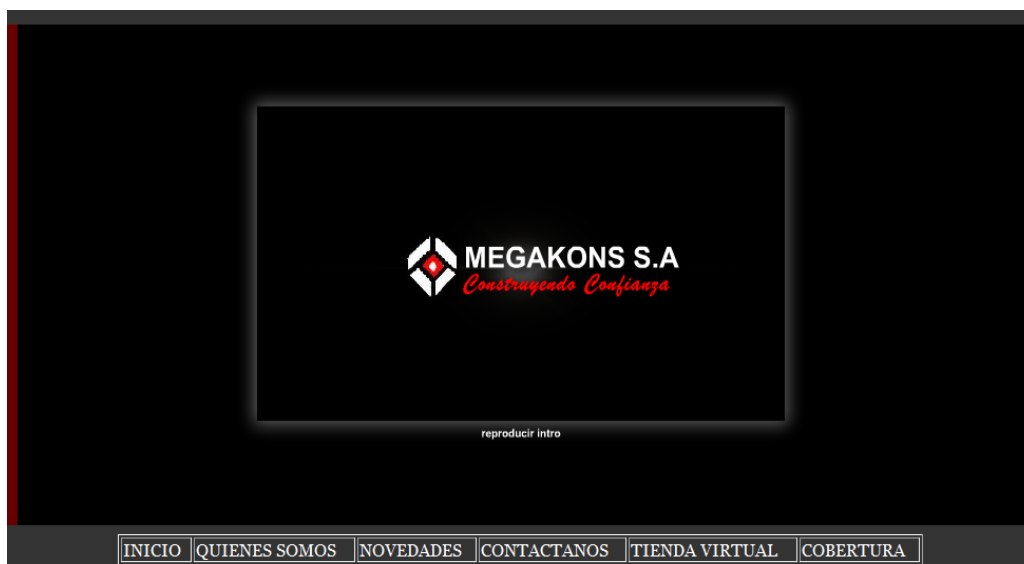 MEGAKONS S.A
Construyendo Confianza
reproducir intro
INICIO QUIENES SOMOS NOVEDADES CONTACTANOS TIENDA VIRTUAL COBERTURA